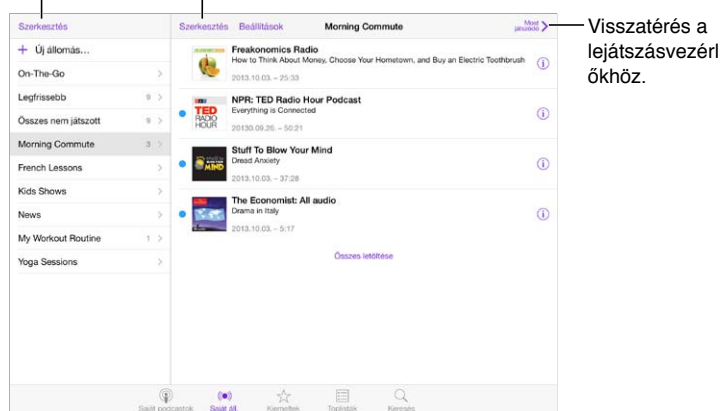 Szerkesztés
+ Új állomás...
On-The-Go
Legfrissebb 9
Összes nem játszott 9
Morning Commute 3
French Lessons
Kids Shows
News
My Workout Routine 1
Yoga Sessions
Szerkesztés Beállítások Morning Commute Most játszódó
Freakonomics Radio
How to Think About Money, Choose Your Hometown, and Buy an Electric Toothbrush
2013.10.03. – 25:33
TED
RADIO
HOUR
NPR: TED Radio Hour Podcast
Everything is Connected
20130.09.26. – 50:21
MIND
Stuff To Blow Your Mind
Dread Anxiety
2013.10.03. – 37:28
The Economist: All audio
Drama in Italy
2013.10.03. – 5:17
Összes letöltése
Saját podcastok Saját áll. Kiemeltek Toplisták Keresés
Visszatérés a
lejátszásvezérl
őkhöz.